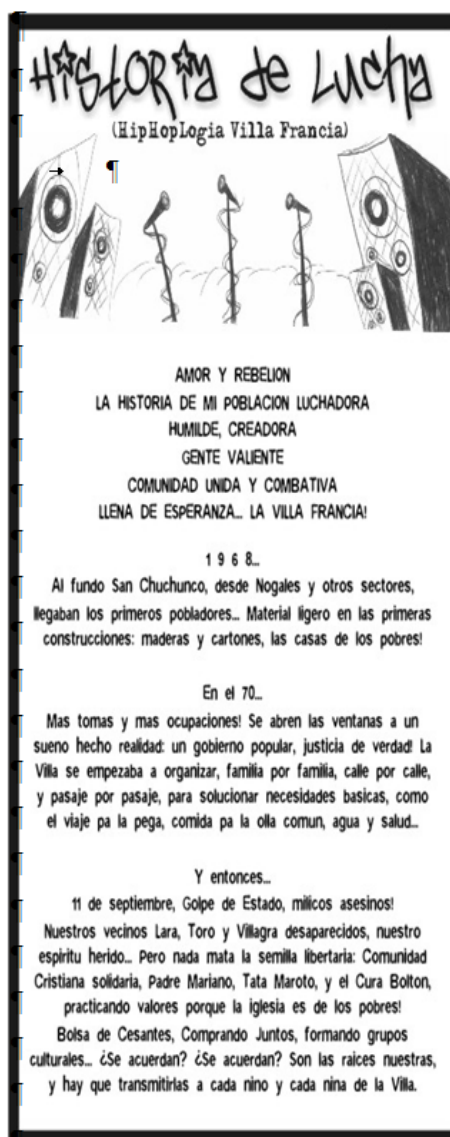 HistoRia de Lucha
(HipHopLogia Villa Francia)
AMOR Y REBELION
LA HISTORIA DE MI POBLACION LUCHADORA
HUMILDE, CREADORA
GENTE VALIENTE
COMUNIDAD UNIDA Y COMBATIVA
LLENA DE ESPERANZA... LA VILLA FRANCIA!
1 9 6 8...
Al fundo San Chuchunco, desde Nogales y otros sectores,
llegaban los primeros pobladores... Material ligero en las primeras
construcciones: maderas y cartones, las casas de los pobres!
En el 70...
Mas tomas y mas ocupaciones! Se abren las ventanas a un
sueno hecho realidad: un gobierno popular, justicia de verdad! La
Villa se empezaba a organizar, familia por familia, calle por calle,
y pasaje por pasaje, para solucionar necesidades basicas, como
el viaje pa la pega, comida pa la olla comun, agua y salud...
Y entonces...
11 de septiembre, Golpe de Estado, milicos asesinos!
Nuestros vecinos Lara, Toro y Villagra desaparecidos, nuestro
espiritu herido... Pero nada mata la semilla libertaria: Comunidad
Cristiana solidaria, Padre Mariano, Tata Maroto, y el Cura Bolton,
practicando valores porque la iglesia es de los pobres!
Bolsa de Cesantes, Comprando Juntos, formando grupos
culturales... ¿Se acuerdan? ¿Se acuerdan? Son las raices nuestras,
y hay que transmitirlas a cada nino y cada nina de la Villa.